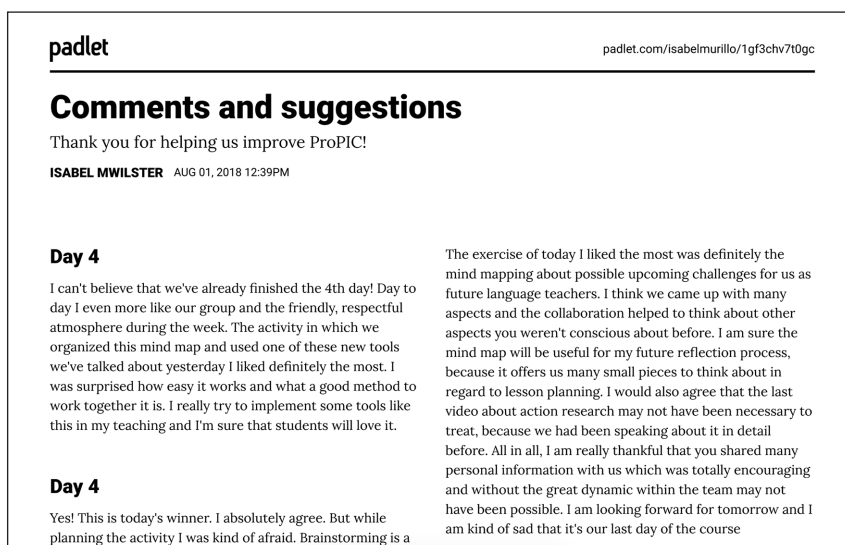 padlet
padlet.com/isabelmurillo/1gf3chv7t0gc
Comments and suggestions
Thank you for helping us improve ProPIC!
ISABEL MWILSTER AUG 01, 2018 12:39PM
Day 4
I can't believe that we've already finished the 4th day! Day to
day I even more like our group and the friendly, respectful
atmosphere during the week. The activity in which we
organized this mind map and used one of these new tools
we've talked about yesterday I liked definitely the most. I
was surprised how easy it works and what a good method to
work together it is. I really try to implement some tools like
this in my teaching and I'm sure that students will love it.
Day 4
Yes! This is today's winner. I absolutely agree. But while
planning the activity I was kind of afraid. Brainstorming is a
The exercise of today I liked the most was definitely the
mind mapping about possible upcoming challenges for us as
future language teachers. I think we came up with many
aspects and the collaboration helped to think about other
aspects you weren't conscious about before. I am sure the
mind map will be useful for my future reflection process,
because it offers us many small pieces to think about in
regard to lesson planning. I would also agree that the last
video about action research may not have been necessary to
treat, because we had been speaking about it in detail
before. All in all, I am really thankful that you shared many
personal information with us which was totally encouraging
and without the great dynamic within the team may not
have been possible. I am looking forward for tomorrow and I
am kind of sad that it's our last day of the course